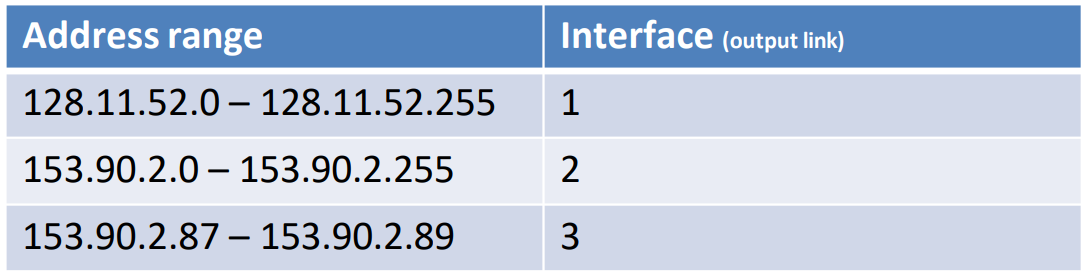 Address range Interface (output link)
128.11.52.0 – 128.11.52.255 1
153.90.2.0 – 153.90.2.255 2
153.90.2.87 – 153.90.2.89 3